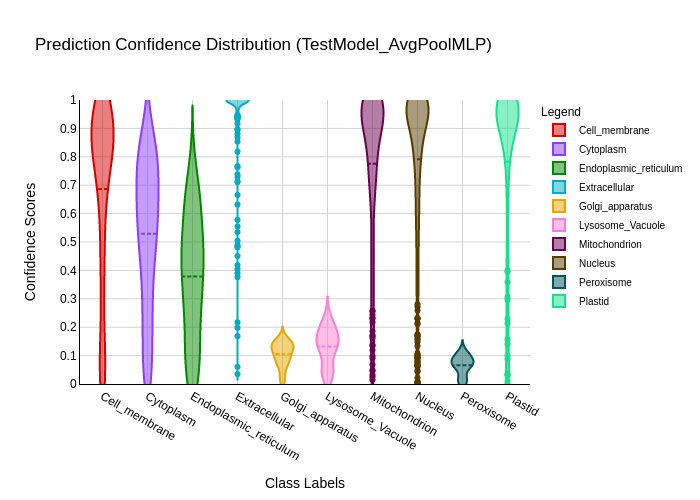 Prediction Confidence Distribution (TestModel_AvgPoolMLP)
Legend
Cell_membrane
Cytoplasm
Endoplasmic_reticulum
Extracellular
Golgi_apparatus
Lysosome_Vacuole
Mitochondrion
Nucleus
Peroxisome
Plastid
Confidence Scores
1
0.9
0.8
0.7
0.6
0.5
0.4
0.3
0.2
0.1
0
Cell_membrane
Cytoplasm
Endoplasmic_reticulum
Extracellular
Golgi_apparatus
Lysosome_Vacuole
Mitochondrion
Nucleus
Peroxisome
Plastid
Class Labels